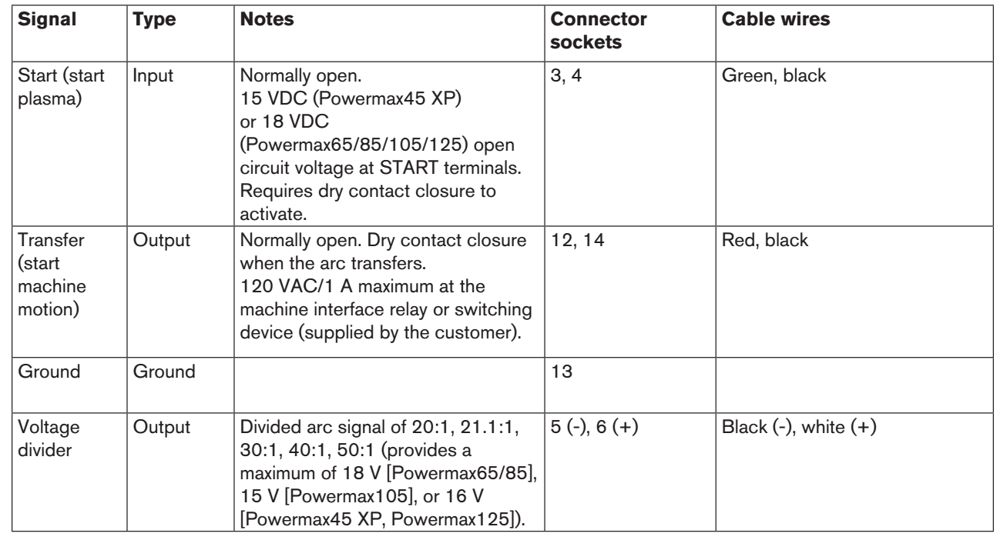 Signal Type Notes Connector sockets Cable wires
Start (start plasma)
Input
Normally open.
15 VDC (Powermax45 XP)
or 18 VDC
(Powermax65/85/105/125) open
circuit voltage at START terminals.
Requires dry contact closure to
activate.
3, 4
Green, black
Transfer
(start
machine
motion)
Output
Normally open. Dry contact closure
when the arc transfers.
120 VAC/1 A maximum at the
machine interface relay or switching
device (supplied by the customer).
12, 14
Red, black
Ground
Ground
13
Voltage
divider
Output
Divided arc signal of 20:1, 21.1:1,
30:1, 40:1, 50:1 (provides a
maximum of 18 V [Powermax65/85],
15 V [Powermax105], or 16 V
[Powermax45 XP, Powermax125]).
5 (-), 6 (+)
Black (-), white (+)